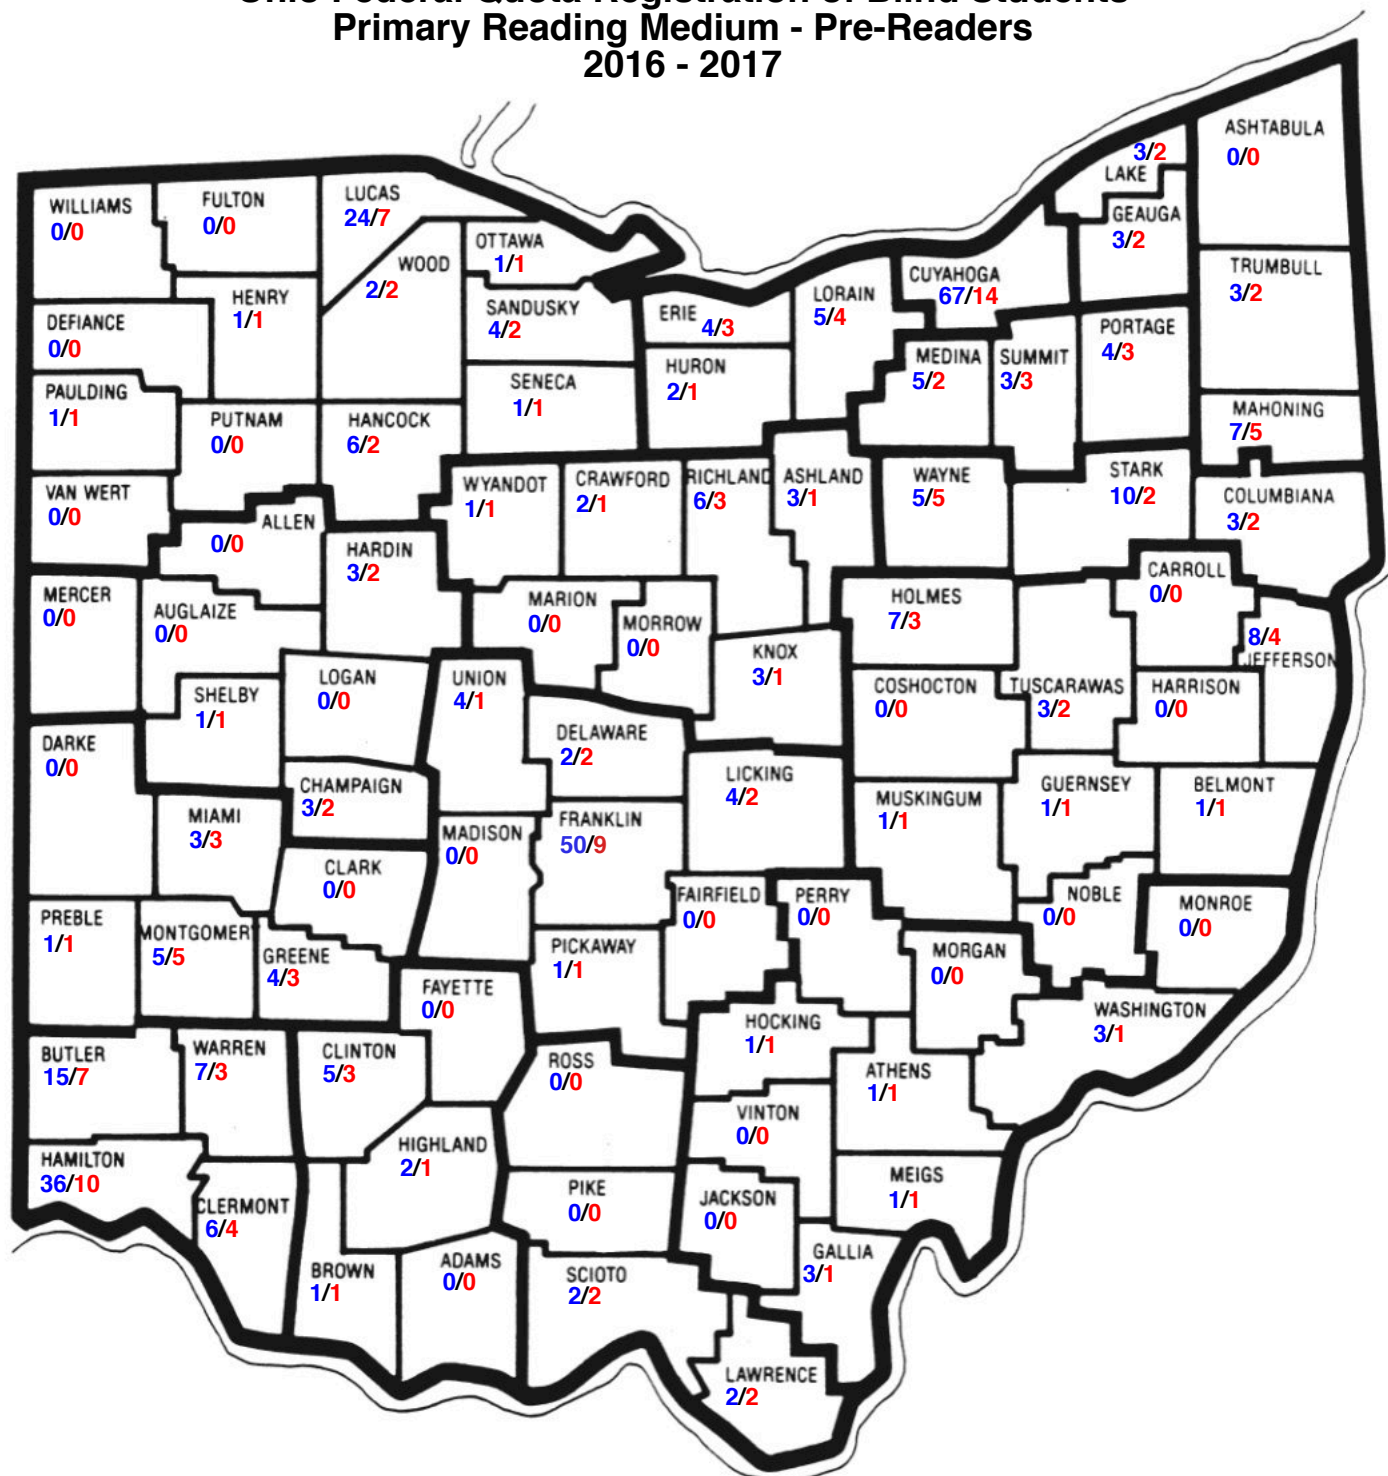 Ohio Federal Quota Registration of Blind Students
Primary Reading Medium - Pre-Readers
2016 - 2017
ASHTABULA
0/0
3/2
LAKE
GEAUGA
3/2
WILLIAMS
0/0
FULTON
0/0
LUCAS
24/7
OTTAWA
1/1
WOOD
2/2
CUYAHOGA
67/14
TRUMBULL
3/2
HENRY
1/1
SANDUSKY
4/2
ERIE 4/3
LORAIN
5/4
DEFIANCE
0/0
PORTAGE
4/3
MEDINA
5/2
SUMMIT
3/3
HURON
2/1
SENECA
1/1
PAULDING
1/1
PUTNAM
0/0
HANCOCK
6/2
MAHONING
7/5
VAN WERT
0/0
WYANDOT
1/1
CRAWFORD
2/1
RICHLAND
6/3
ASHLAND
3/1
WAYNE
5/5
STARK
10/2
COLUMBIANA
3/2
ALLEN
0/0
HARDIN
3/2
CARROLL
0/0
MERCER
0/0
AUGLAIZE
0/0
MARION
0/0
MORROW
0/0
HOLMES
7/3
8/4
JEFFERSON
KNOX
3/1
LOGAN
0/0
UNION
4/1
SHELBY
1/1
COSHOCTON
0/0
TUSCARAWAS
3/2
HARRISON
0/0
DARKE
0/0
DELAWARE
2/2
LICKING
4/2
CHAMPAIGN
3/2
GUERNSEY
1/1
BELMONT
1/1
MUSKINGUM
1/1
MIAMI
3/3
MADISON
0/0
FRANKLIN
50/9
CLARK
0/0
FAIRFIELD
0/0
PERRY
0/0
NOBLE
0/0
MONROE
0/0
PREBLE
1/1
MONTGOMERY
5/5
GREENE
4/3
PICKAWAY
1/1
MORGAN
0/0
FAYETTE
0/0
WASHINGTON
3/1
HOCKING
1/1
BUTLER
15/7
WARREN
7/3
CLINTON
5/3
ROSS
0/0
ATHENS
1/1
VINTON
0/0
HIGHLAND
2/1
HAMILTON
36/10
CLERMONT
6/4
PIKE
0/0
JACKSON
0/0
MEIGS
1/1
GALLIA
3/1
BROWN
1/1
ADAMS
0/0
SCIOTO
2/2
LAWRENCE
2/2